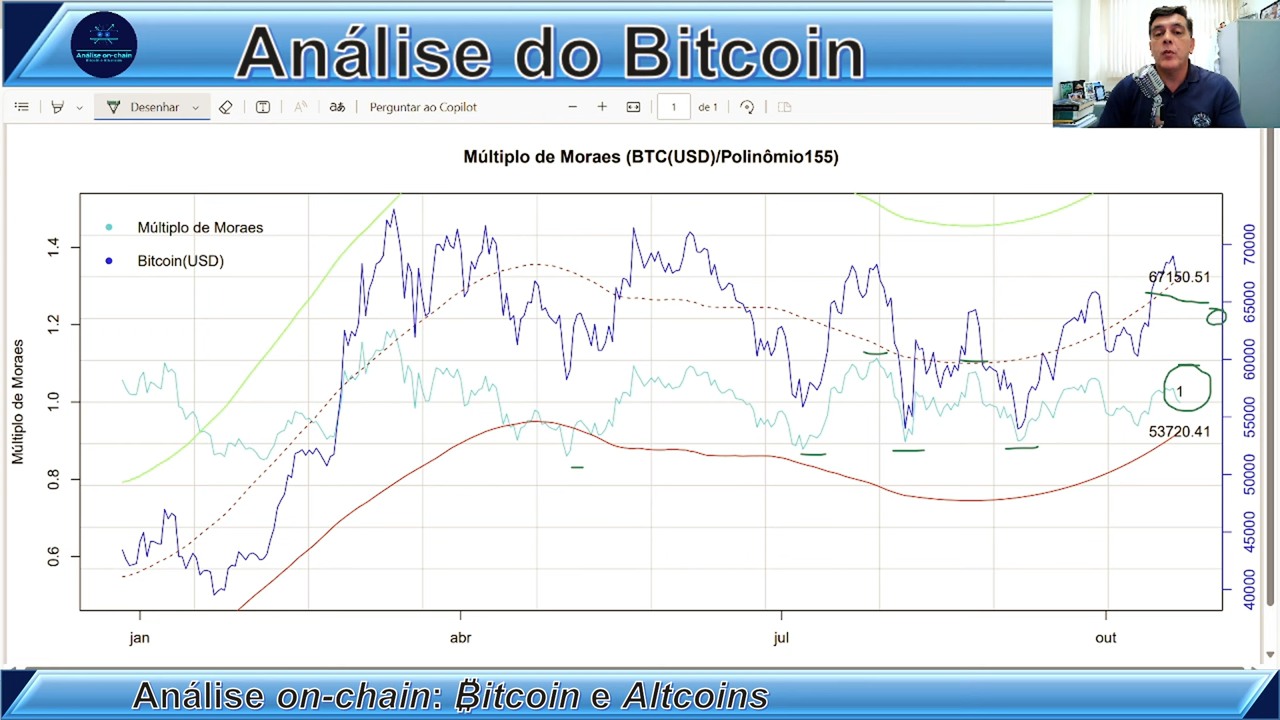 Análise on-chain
Análise do Bitcoin
Desenhar
Perguntar ao Copilot
1
de 1
Múltiplo de Moraes (BTC(USD)/Polinômio155)
Múltiplo de Moraes
Bitcoin(USD)
Múltiplo de Moraes
1.4
1.2
1.0
0.8
0.6
70000
65000
60000
55000
50000
45000
40000
67150.51
1
53720.41
jan
abr
jul
out
Análise on-chain: ₿itcoin e Altcoins